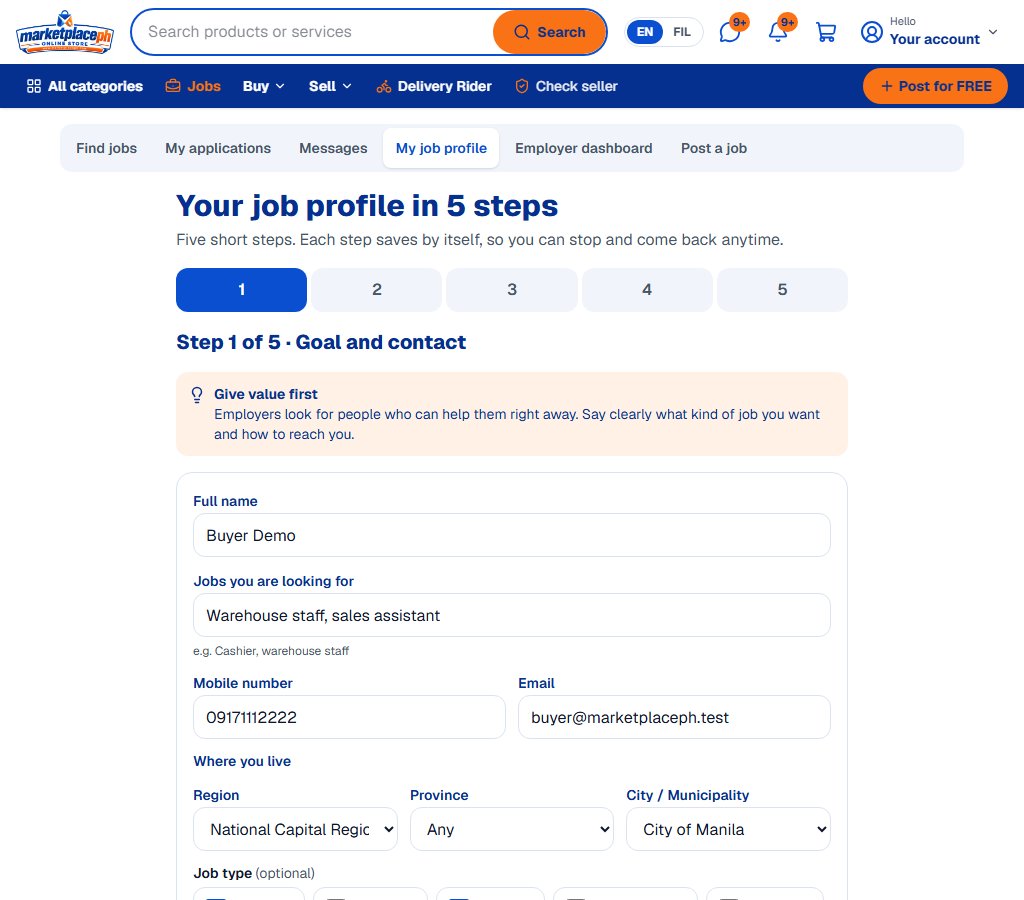 marketplaceph
ONLINE STORE
Search products or services
Search
EN
FIL
9+
9+
Hello
Your account
All categories
Jobs
Buy
Sell
Delivery Rider
Check seller
+ Post for FREE
Find jobs
My applications
Messages
My job profile
Employer dashboard
Post a job
Your job profile in 5 steps
Five short steps. Each step saves by itself, so you can stop and come back anytime.
1
2
3
4
5
Step 1 of 5 · Goal and contact
Give value first
Employers look for people who can help them right away. Say clearly what kind of job you want
and how to reach you.
Full name
Buyer Demo
Jobs you are looking for
Warehouse staff, sales assistant
e.g. Cashier, warehouse staff
Mobile number
Email
09171112222
buyer@marketplaceph.test
Where you live
Region
Province
City / Municipality
National Capital Regic
Any
City of Manila
Job type (optional)